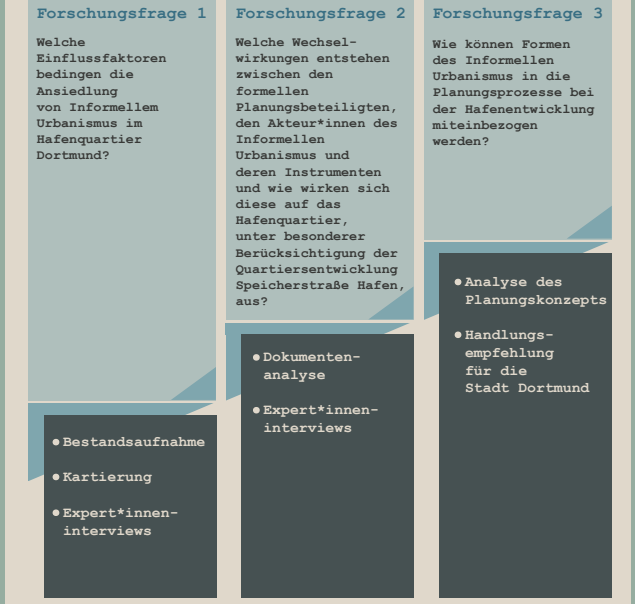 Forschungsfrage 1
Welche
Einflussfaktoren
bedingen die
Ansiedlung
von Informellem
Urbanismus im
Hafenquartier
Dortmund?
● Bestandsaufnahme
● Kartierung
● Expert*innen-
interviews
Forschungsfrage 2
Welche Wechsel-
wirkungen entstehen
zwischen den
formellen
Planungsbeteiligten,
den Akteur*innen des
Informellen
Urbanismus und
deren Instrumenten
und wie wirken sich
diese auf das
Hafenquartier,
unter besonderer
Berücksichtigung der
Quartiersentwicklung
Speicherstraße Hafen,
aus?
● Dokumenten-
analyse
● Expert*innen-
interviews
Forschungsfrage 3
Wie können Formen
des Informellen
Urbanismus in die
Planungsprozesse bei
der Hafenentwicklung
miteinbezogen
werden?
● Analyse des
Planungskonzepts
● Handlungs-
empfehlung
für die
Stadt Dortmund